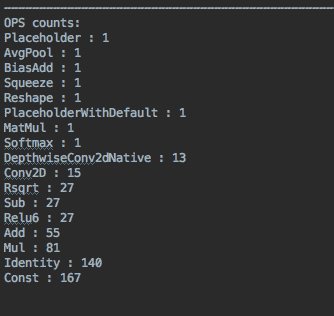 OPS counts:
Placeholder : 1
AvgPool : 1
BiasAdd : 1
Squeeze : 1
Reshape : 1
PlaceholderWithDefault : 1
MatMul : 1
Softmax : 1
DepthwiseConv2dNative : 13
Conv2D : 15
Rsqrt : 27
Sub : 27
Relu6 : 27
Add : 55
Mul : 81
Identity : 140
Const : 167